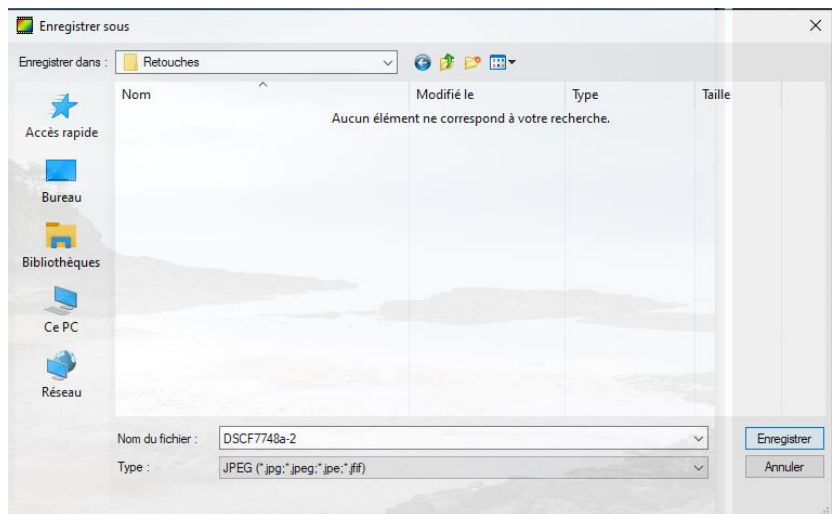 Enregistrer sous
Enregistrer dans :
Retouches
Nom
Modifié le
Type
Taille
Aucun élément ne correspond à votre recherche.
Accès rapide
Bureau
Bibliothèques
Ce PC
Réseau
Nom du fichier :
DSCF7748a-2
Enregistrer
Type :
JPEG (*.jpg;*.jpeg;*.jpe;*.jfif)
Annuler